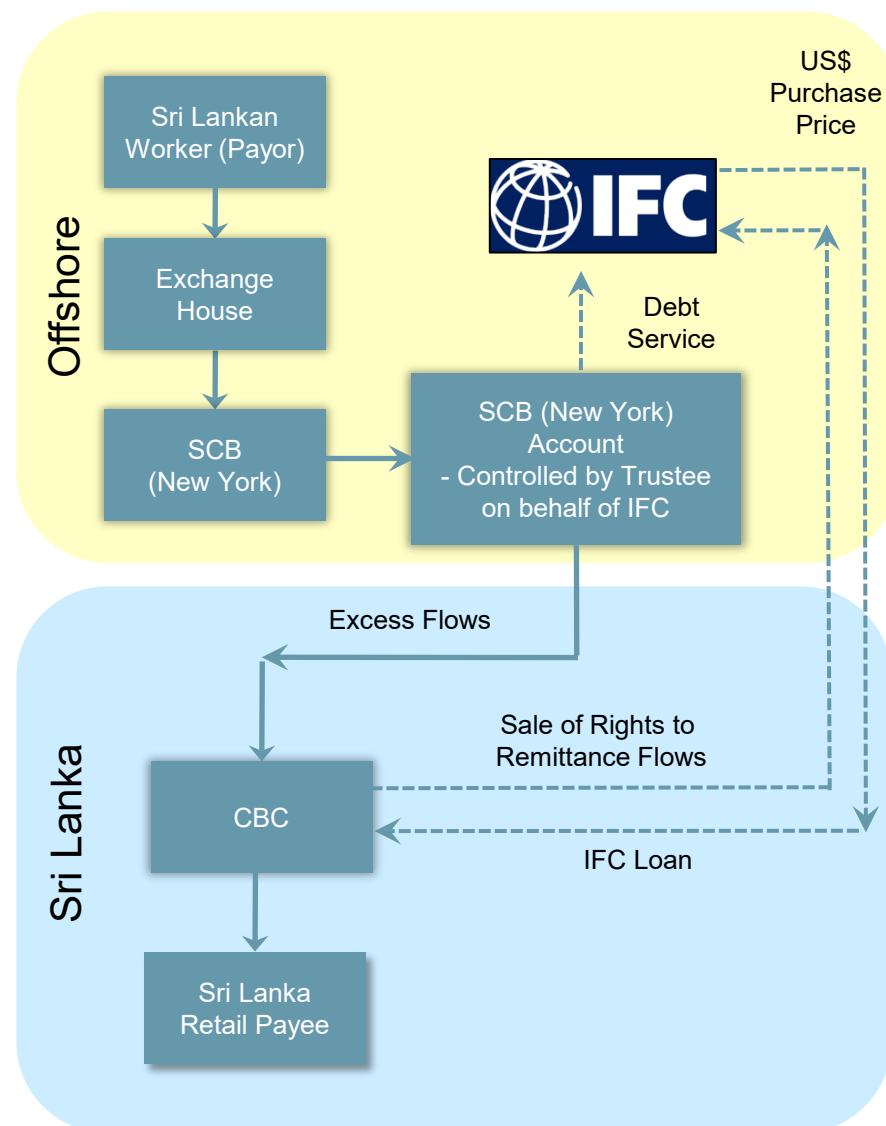 US$
Purchase
Price
Sri Lankan
Worker (Payor)
IFC
Offshore
Exchange
House
Debt
Service
SCB
(New York)
SCB (New York)
Account
- Controlled by Trustee
on behalf of IFC
Excess Flows
Sale of Rights to
Remittance Flows
Sri Lanka
CBC
IFC Loan
Sri Lanka
Retail Payee